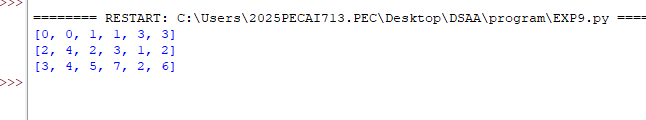 >>>
======== RESTART: C:\Users\2025PECAI713.PEC\Desktop\DSAA\program\EXP9.py ====
[0, 0, 1, 1, 3, 3]
[2, 4, 2, 3, 1, 2]
[3, 4, 5, 7, 2, 6]
>>>